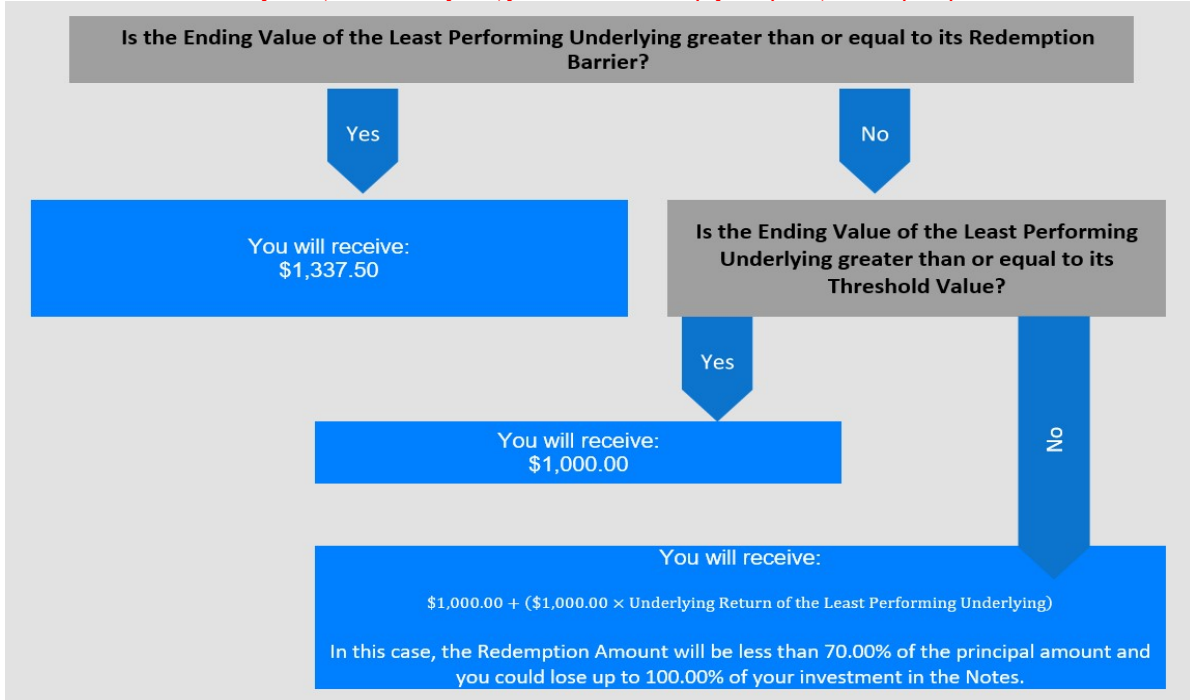 Is the Ending Value of the Least Performing Underlying greater than or equal to its Redemption
Barrier?
Yes
No
You will receive:
$1,337.50
Is the Ending Value of the Least Performing
Underlying greater than or equal to its
Threshold Value?
Yes
No
You will receive:
$1,000.00
You will receive:
$1,000.00 + ($1,000.00 × Underlying Return of the Least Performing Underlying)
In this case, the Redemption Amount will be less than 70.00% of the principal amount and
you could lose up to 100.00% of your investment in the Notes.